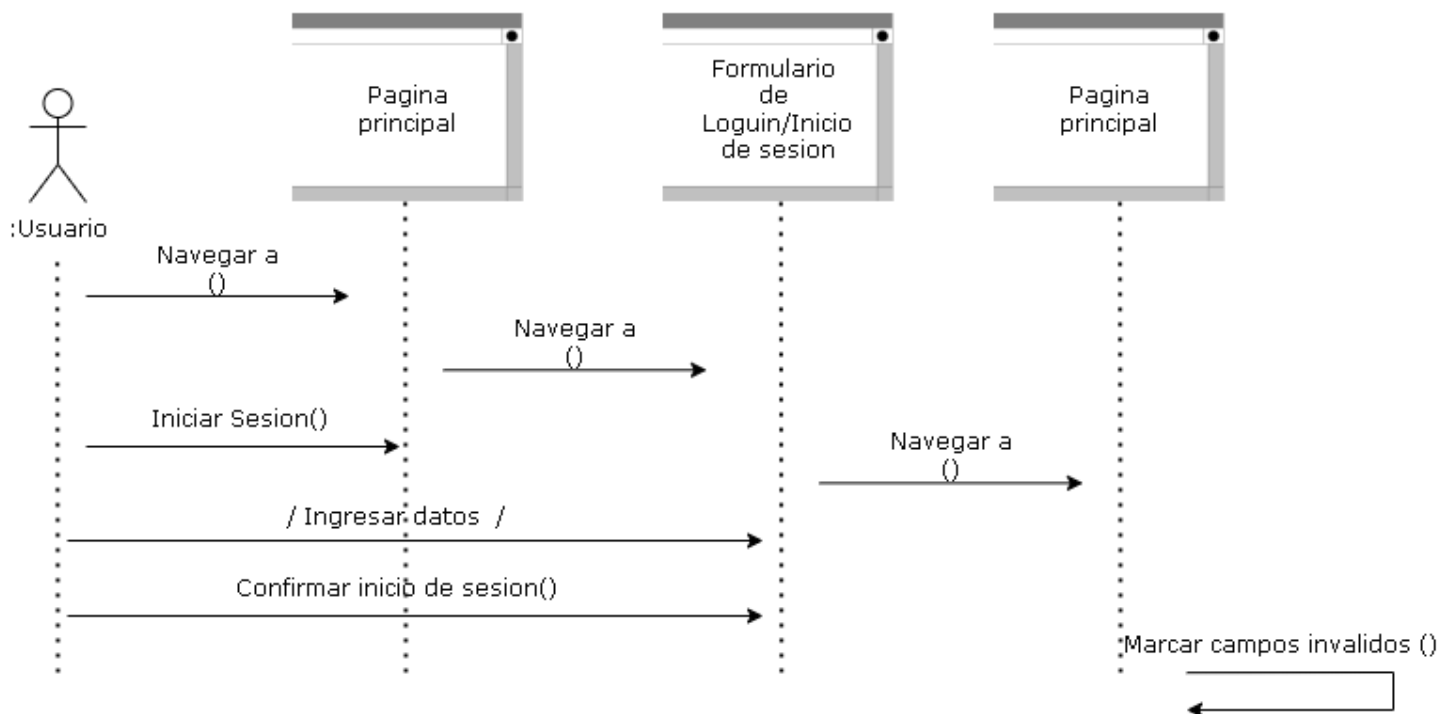 Pagina
principal
Formulario
de
Loguin/Inicio
de sesion
Pagina
principal
:Usuario
Navegar a
()
Navegar a
()
Iniciar Sesion()
Navegar a
()
/ Ingresar datos  /
Confirmar inicio de sesion()
Marcar campos invalidos ()